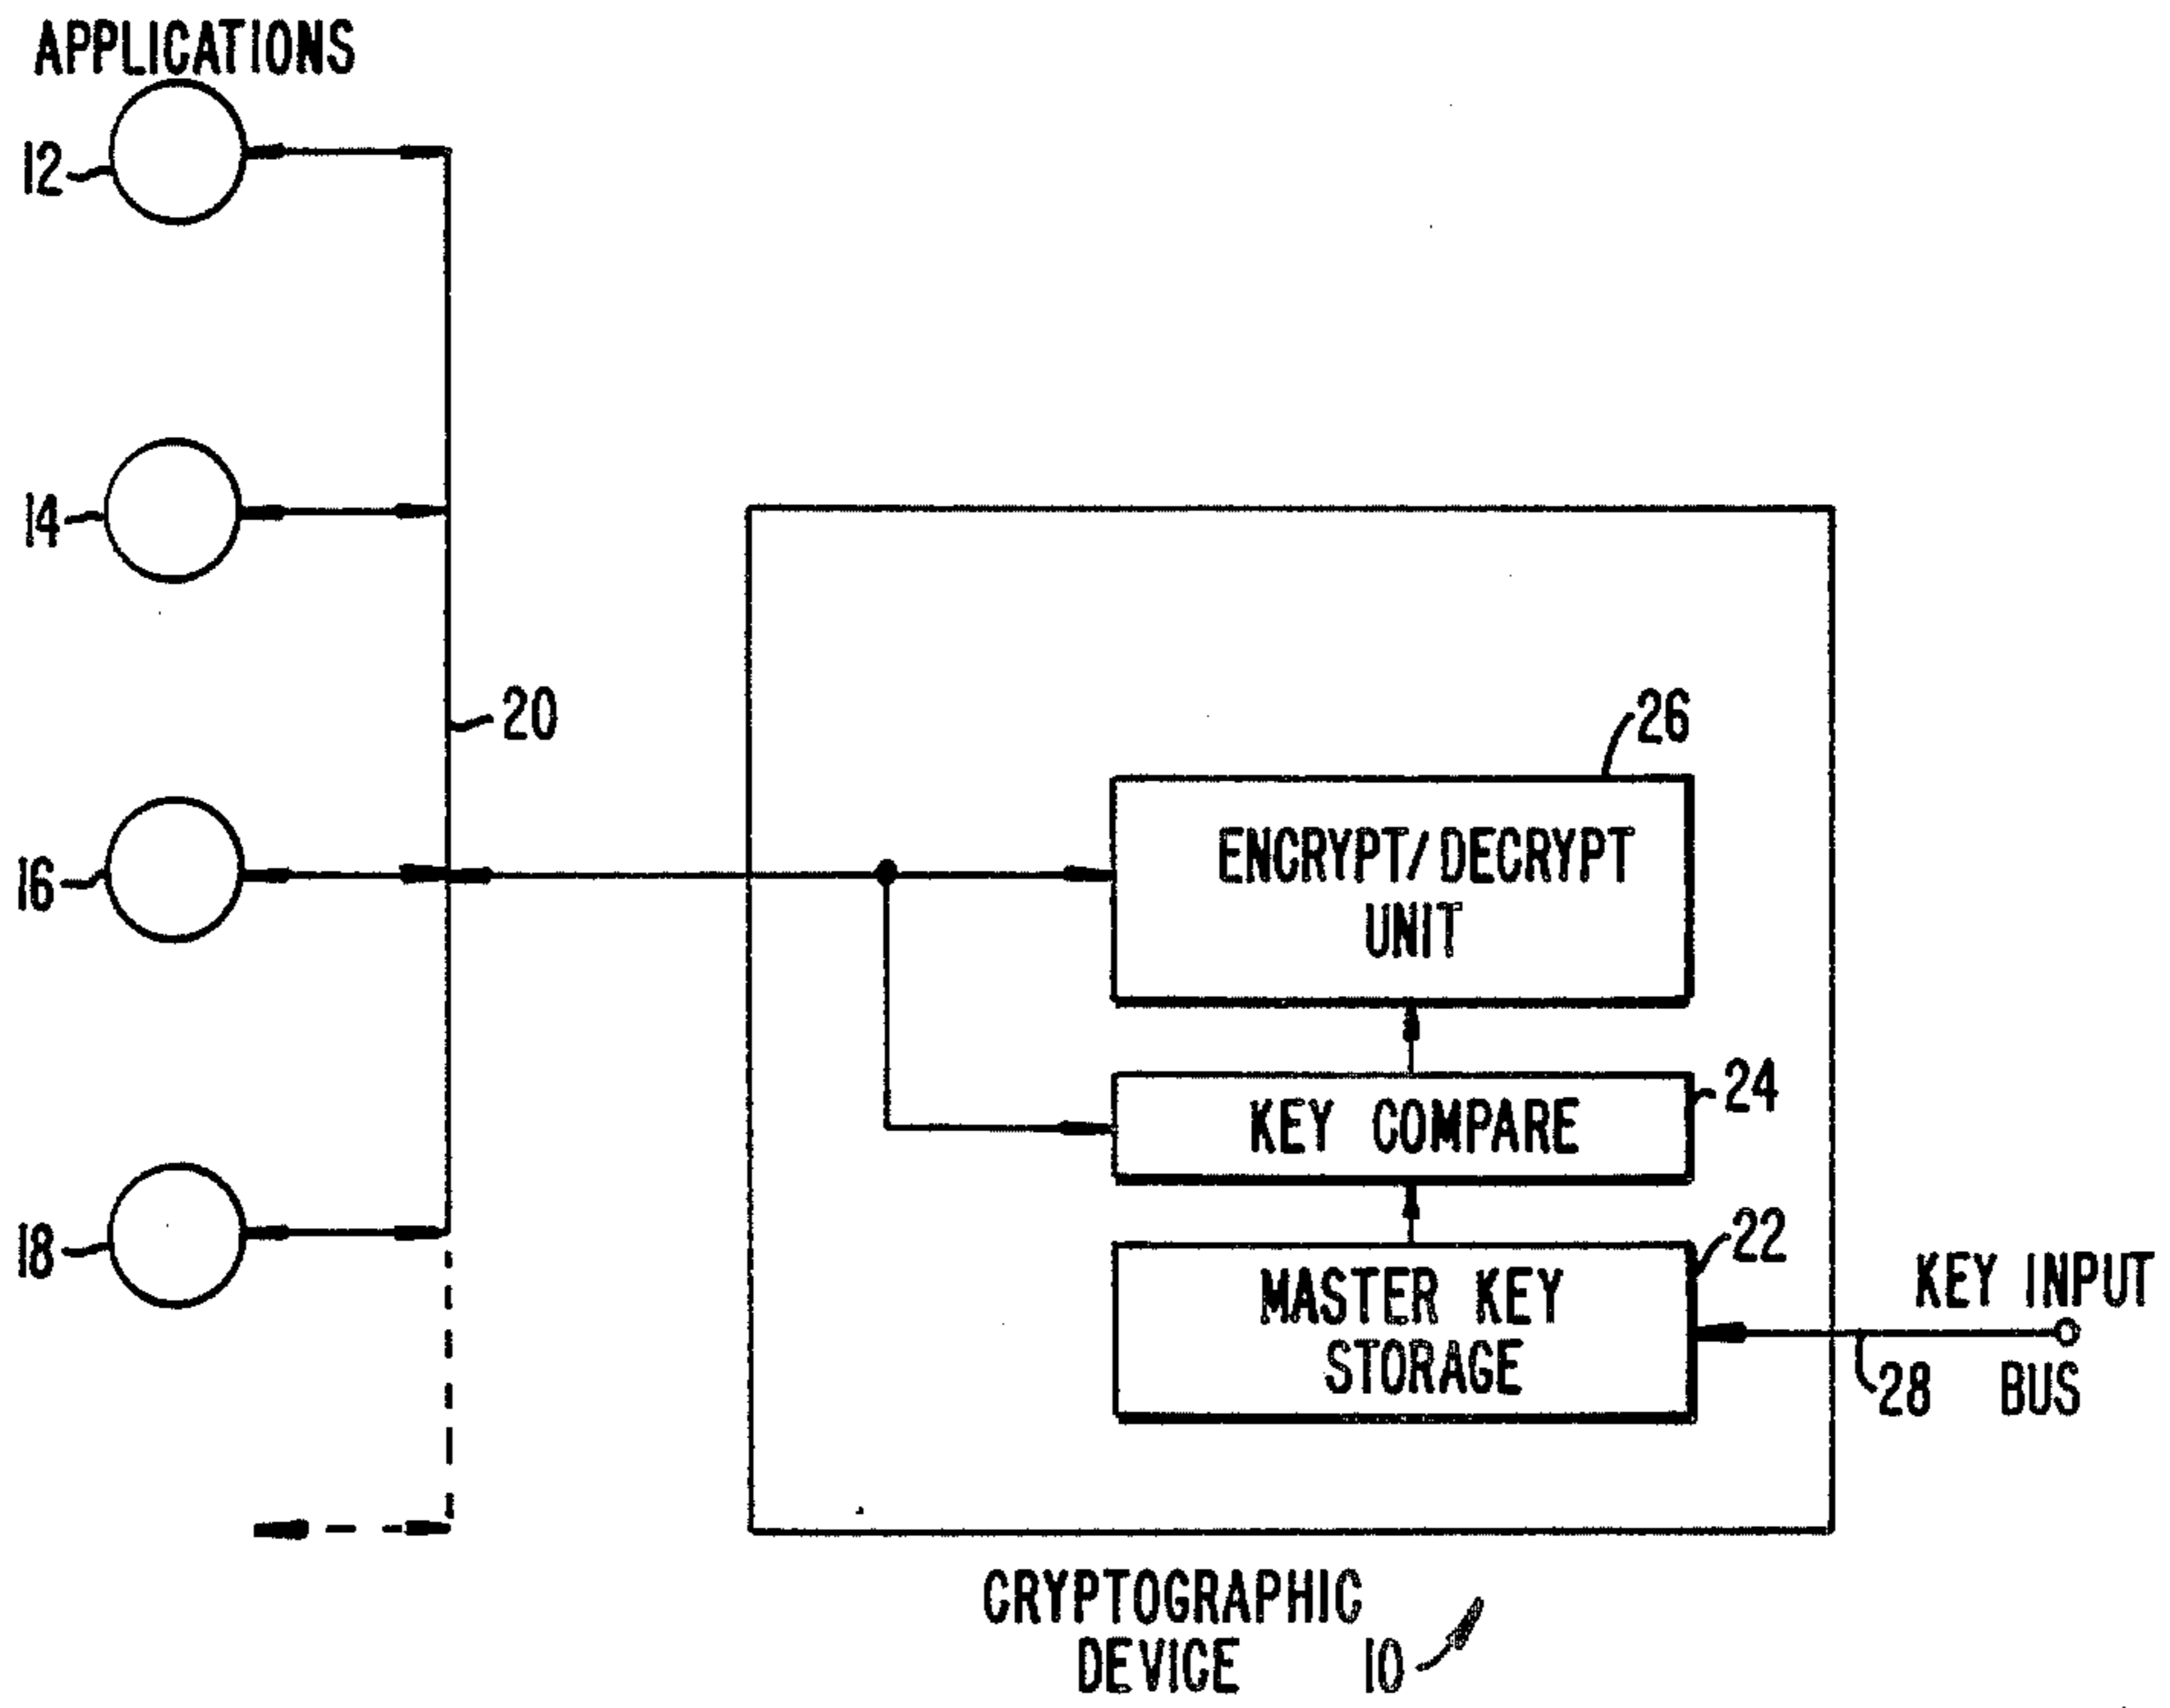 APPLICATIONS
12
14
20
16
18
26
ENCRYPT/DECRYPT
UNIT
24
KEY COMPARE
22
MASTER KEY
STORAGE
KEY INPUT
28
BUS
CRYPTOGRAPHIC
DEVICE 10